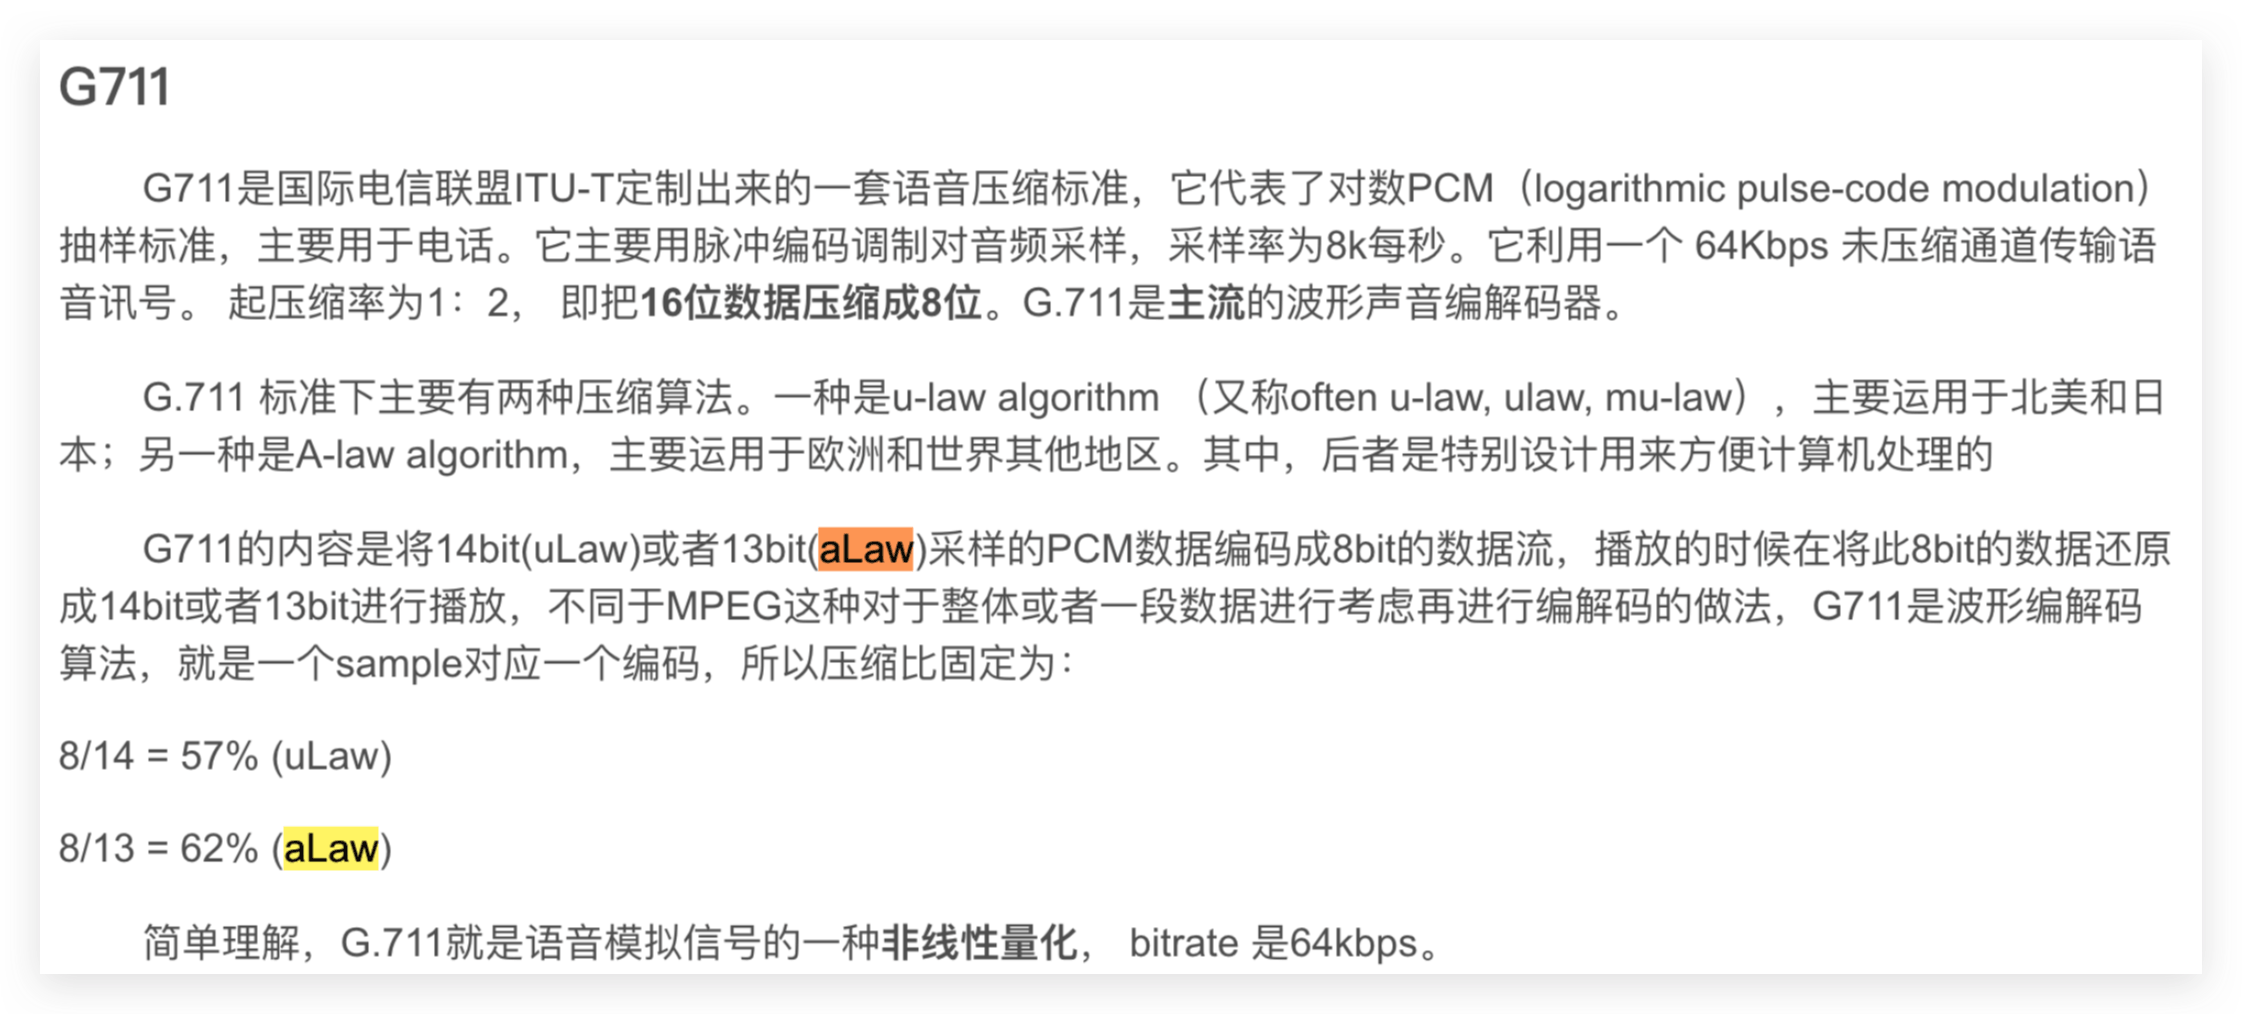 G711
G711是国际电信联盟ITU-T定制出来的一套语音压缩标准，它代表了对数PCM（logarithmic pulse-code modulation）
抽样标准，主要用于电话。它主要用脉冲编码调制对音频采样，采样率为8k每秒。它利用一个 64Kbps 未压缩通道传输语
音讯号。 起压缩率为1：2， 即把16位数据压缩成8位。G.711是主流的波形声音编解码器。
G.711 标准下主要有两种压缩算法。一种是u-law algorithm （又称often u-law, ulaw, mu-law），主要运用于北美和日
本；另一种是A-law algorithm，主要运用于欧洲和世界其他地区。其中，后者是特别设计用来方便计算机处理的
G711的内容是将14bit(uLaw)或者13bit(aLaw)采样的PCM数据编码成8bit的数据流，播放的时候在将此8bit的数据还原
成14bit或者13bit进行播放，不同于MPEG这种对于整体或者一段数据进行考虑再进行编解码的做法，G711是波形编解码
算法，就是一个sample对应一个编码，所以压缩比固定为：
8/14 = 57% (uLaw)
8/13 = 62% (aLaw)
简单理解，G.711就是语音模拟信号的一种非线性量化， bitrate 是64kbps。